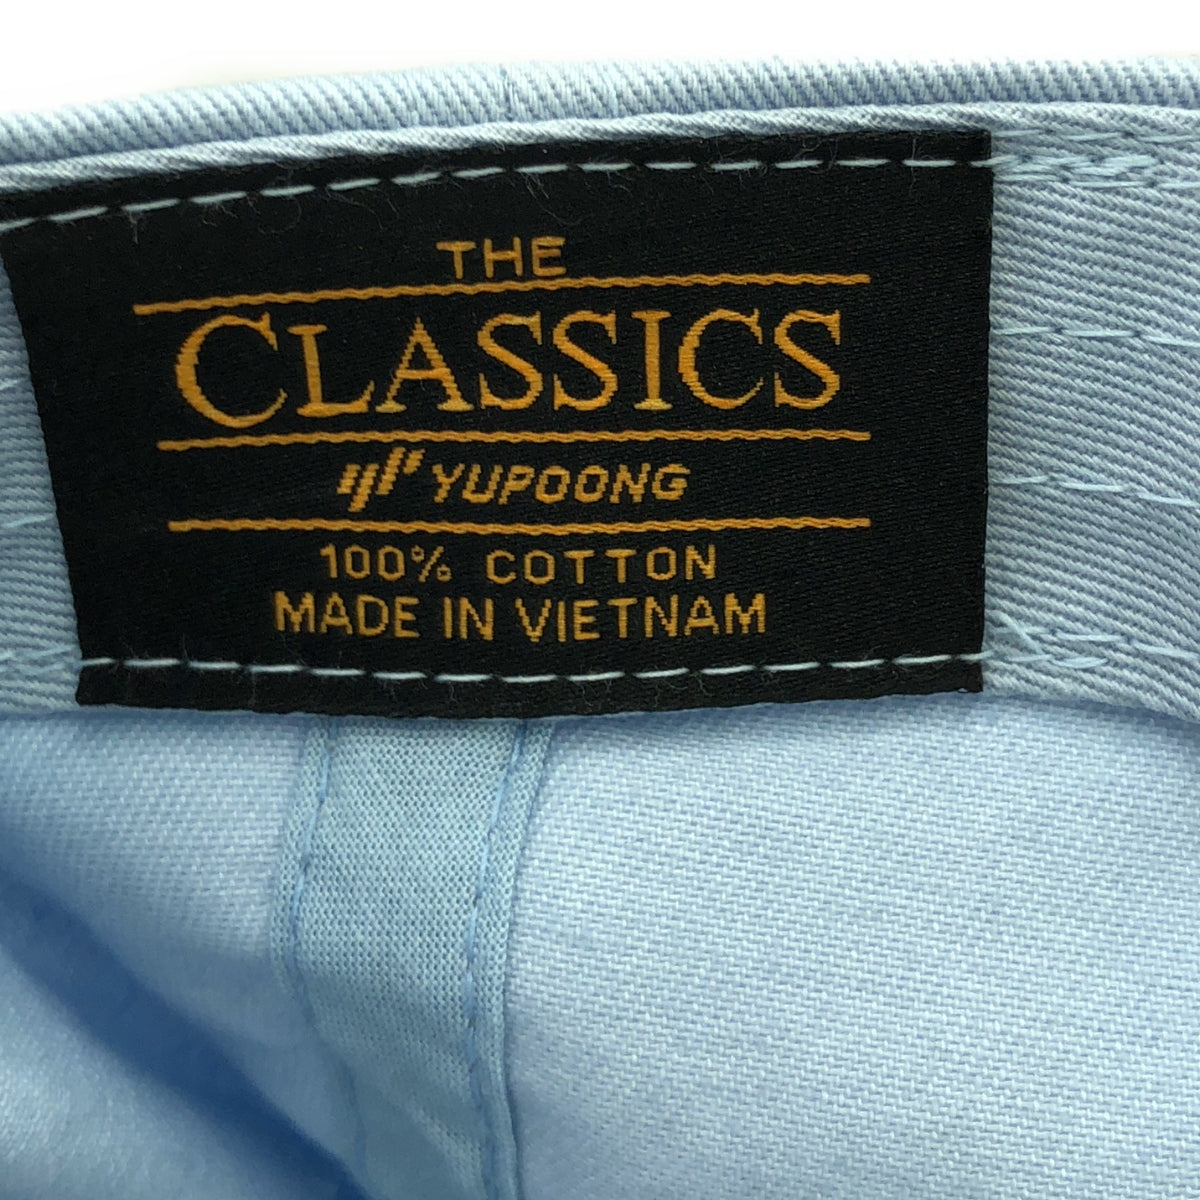 THE
CLASSICS
YUPOONG
100% COTTON
MADE IN VIETNAM